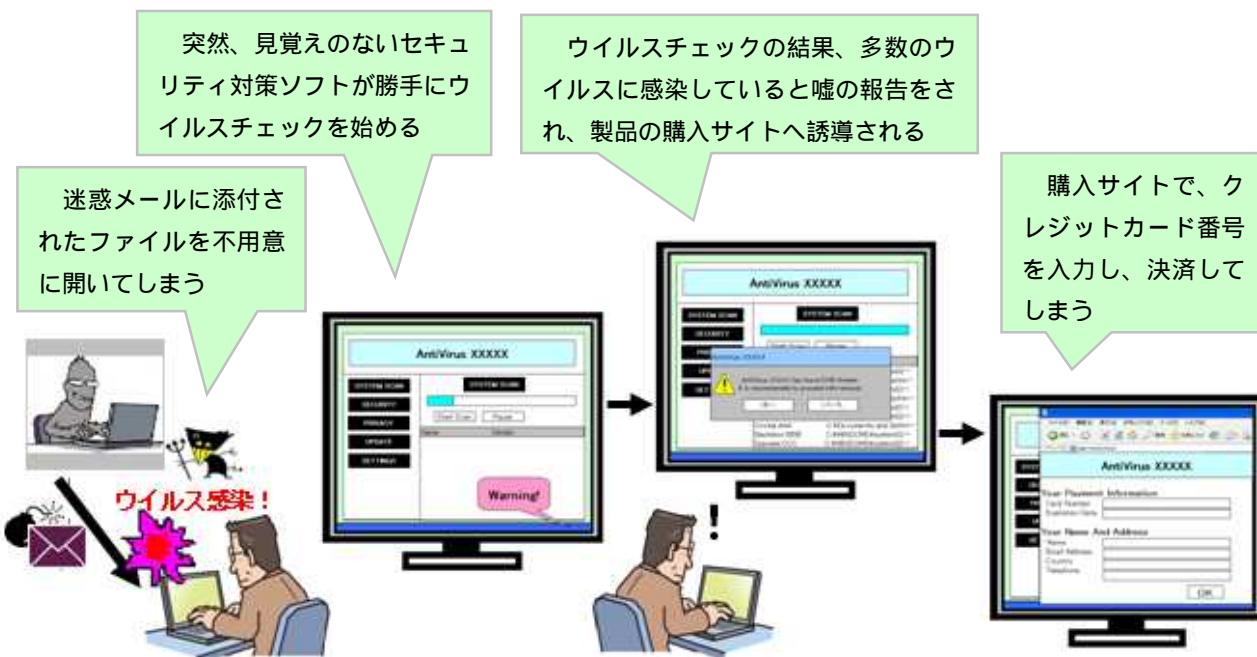 突然、見覚えのないセキュ
リティ対策ソフトが勝手にウ
イルスチェックを始める
ウイルスチェックの結果、多数のウ
イルスに感染していると嘘の報告をさ
れ、製品の購入サイトへ誘導される
迷惑メールに添付さ
れたファイルを不用意
に開いてしまう
購入サイトで、ク
レジットカード番号
を入力し、決済して
しまう
ウイルス感染！
AntiVirus XXXXX
SYSTEM SCAN
SECURITY
PRIVACY
UPDATE
SETTINGS
SYSTEM SCAN
Start Scan
Pause
Name
Warning!
AntiVirus XXXXX
SYSTEM SCAN
SECURITY
SYSTEM SCAN
!
AntiVirus XXXXX
Your Payment Information
Card Number
Expiration Date
Your Name And Address
Name
Email Address
Country
Telephone
OK